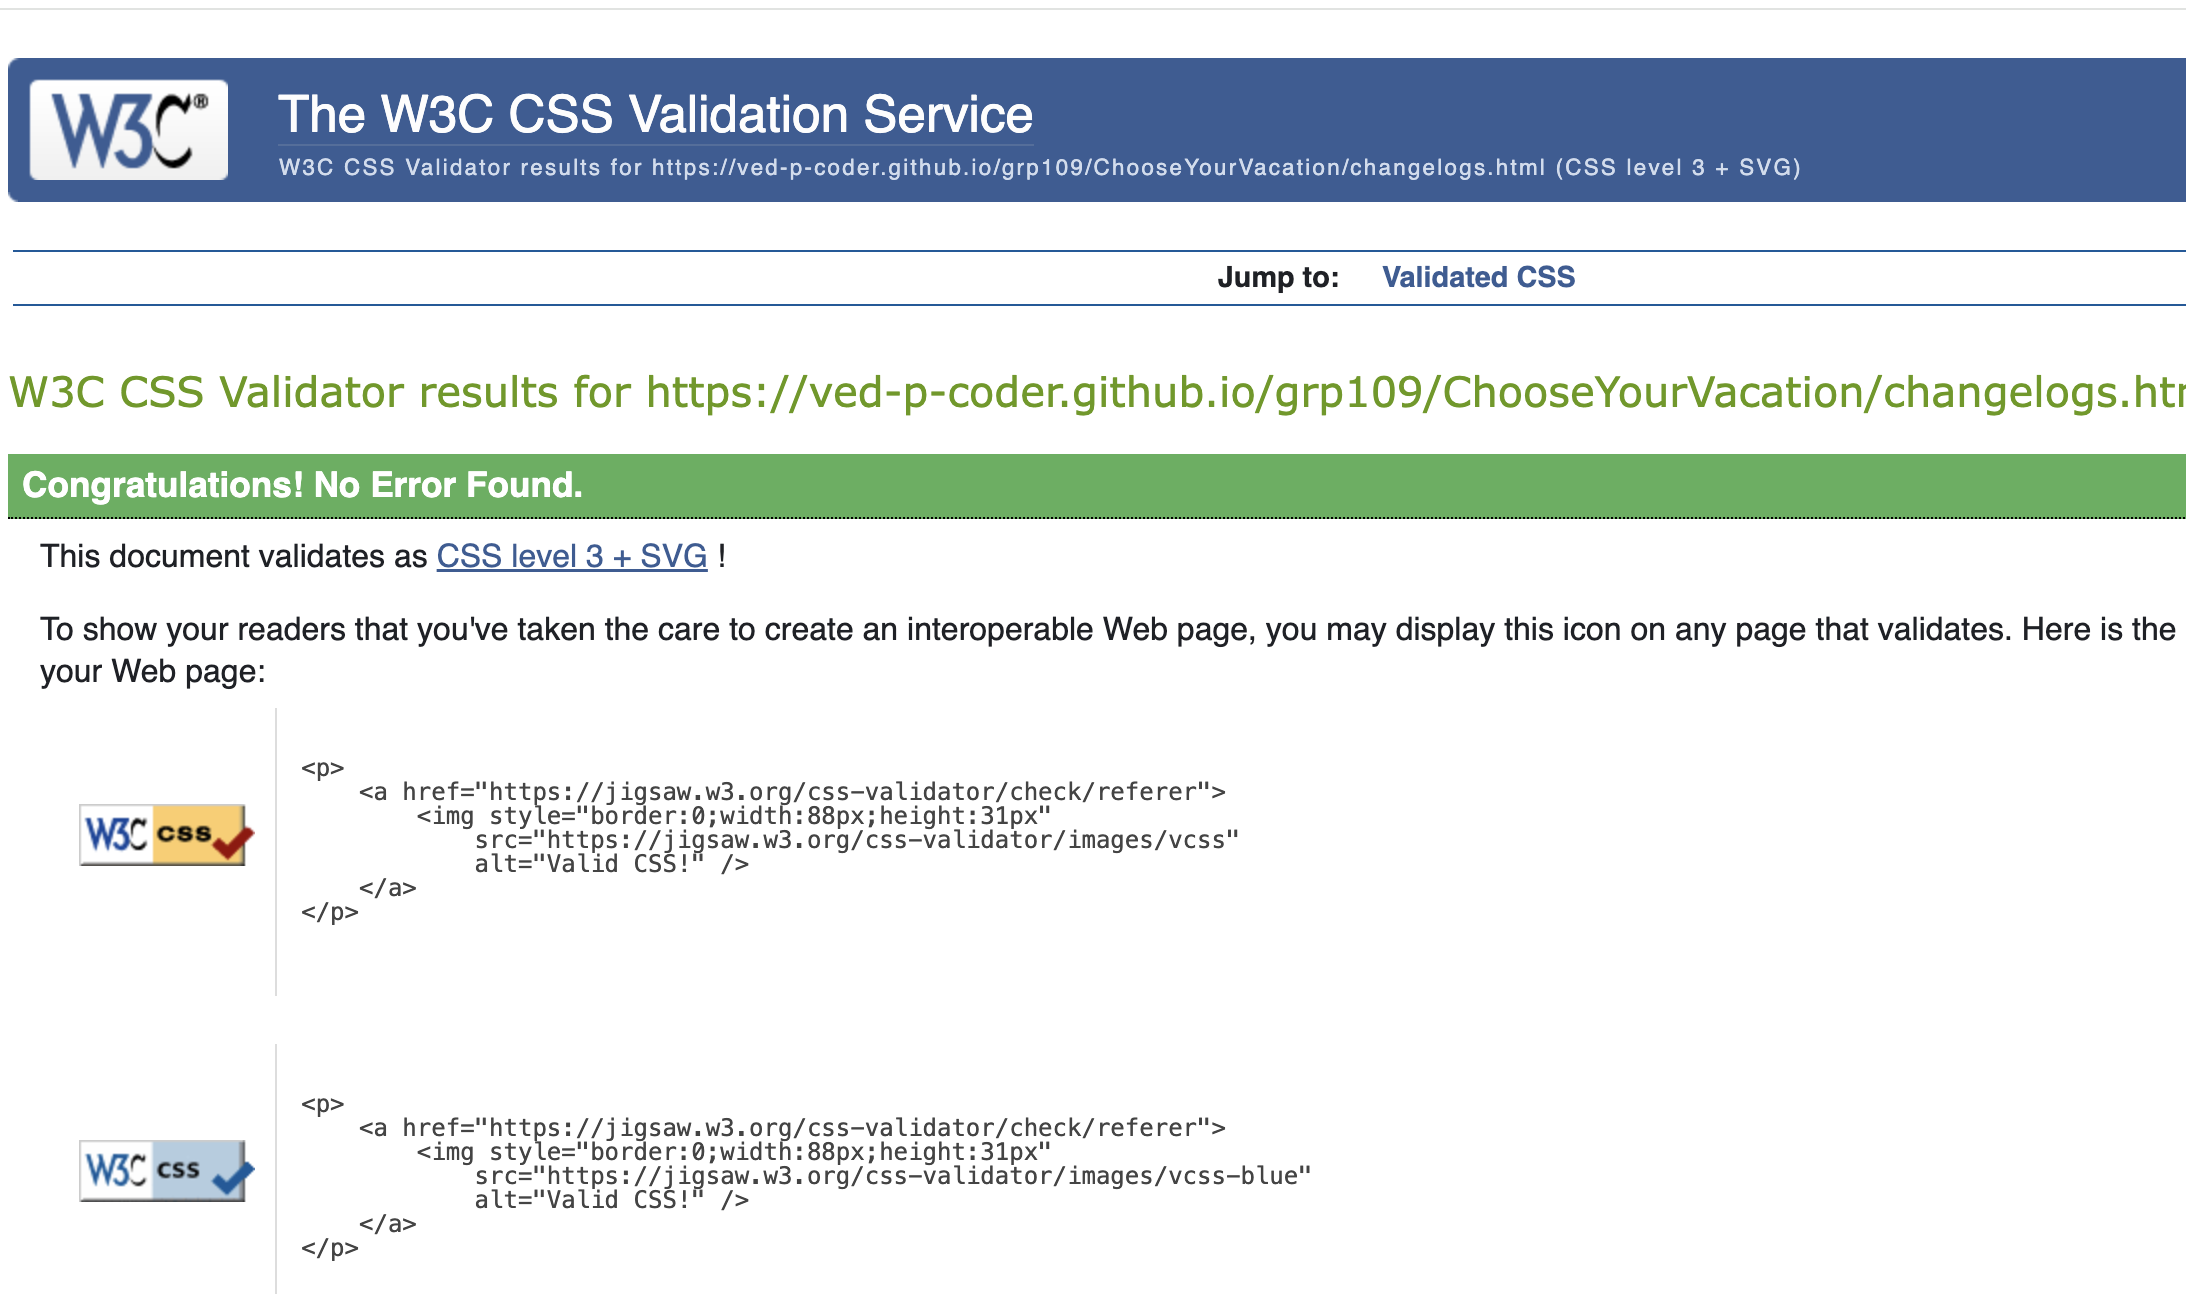 W3C®
The W3C CSS Validation Service
W3C CSS Validator results for https://ved-p-coder.github.io/grp109/ChooseYourVacation/changelogs.html (CSS level 3 + SVG)
Jump to: Validated CSS
W3C CSS Validator results for https://ved-p-coder.github.io/grp109/ChooseYourVacation/changelogs.htm
Congratulations! No Error Found.
This document validates as CSS level 3 + SVG !
To show your readers that you've taken the care to create an interoperable Web page, you may display this icon on any page that validates. Here is the
your Web page:
W3C css
<p>
<a href="https://jigsaw.w3.org/css-validator/check/referer">
<img style="border:0;width:88px;height:31px"
src="https://jigsaw.w3.org/css-validator/images/vcss"
alt="Valid CSS!" />
</a>
</p>
W3C css
<p>
<a href="https://jigsaw.w3.org/css-validator/check/referer">
<img style="border:0;width:88px;height:31px"
src="https://jigsaw.w3.org/css-validator/images/vcss-blue"
alt="Valid CSS!" />
</a>
</p>